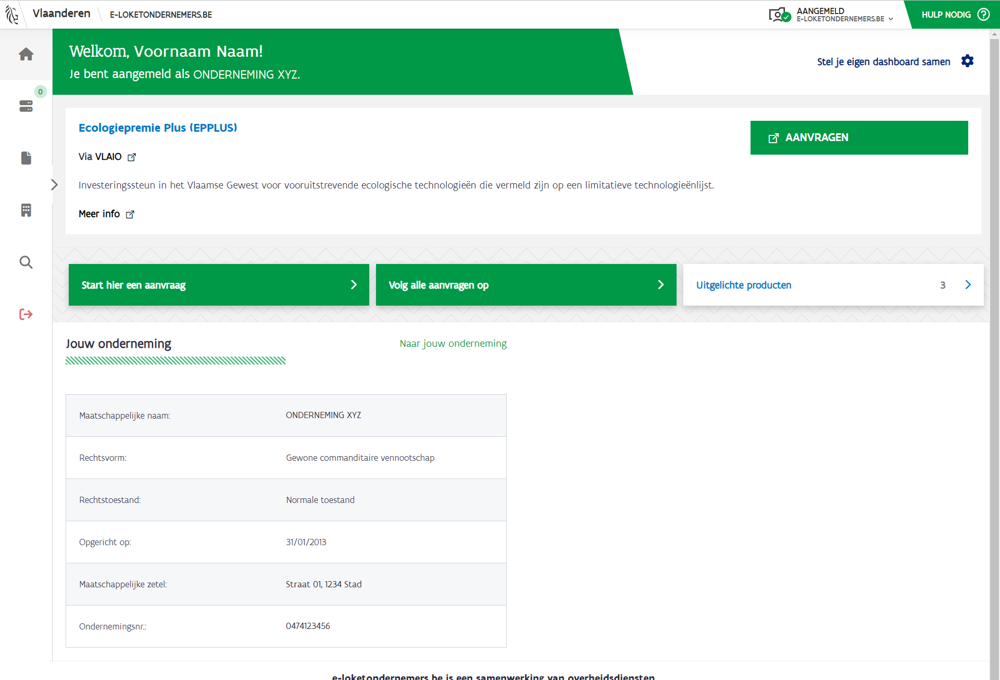 Vlaanderen
E-LOKETONDERNEMERS.BE
AANGEMELD
E-LOKETONDERNEMERS.BE
HULP NODIG
Welkom, Voornaam Naam!
Je bent aangemeld als ONDERNEMING XYZ.
Stel je eigen dashboard samen
0
Ecologiepremie Plus (EPPLUS)
AANVRAGEN
Via VLAIO
Investeringssteun in het Vlaamse Gewest voor vooruitstrevende ecologische technologieën die vermeld zijn op een limitatieve technologieënlijst.
Meer info
Start hier een aanvraag
Volg alle aanvragen op
Uitgelichte producten 3
Jouw onderneming
Naar jouw onderneming
Maatschappelijke naam: ONDERNEMING XYZ
Rechtsvorm: Gewone commanditaire vennootschap
Rechtstoestand: Normale toestand
Opgericht op: 31/01/2013
Maatschappelijke zetel: Straat 01, 1234 Stad
Ondernemingsnr.: 0474123456
e-loketondernemers.be is een samenwerking van overheidsdiensten